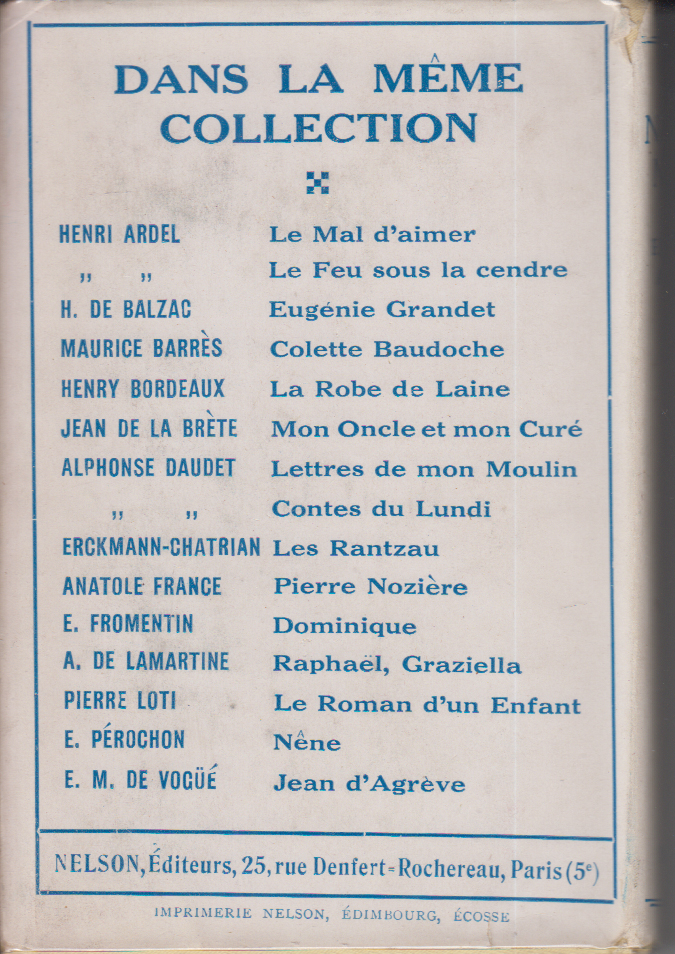 DANS LA MÊME
COLLECTION
HENRI ARDEL Le Mal d'aimer
,, ,, Le Feu sous la cendre
H. DE BALZAC Eugénie Grandet
MAURICE BARRÈS Colette Baudoche
HENRY BORDEAUX La Robe de Laine
JEAN DE LA BRÈTE Mon Oncle et mon Curé
ALPHONSE DAUDET Lettres de mon Moulin
,, ,, Contes du Lundi
ERCKMANN-CHATRIAN Les Rantzau
ANATOLE FRANCE Pierre Nozière
E. FROMENTIN Dominique
A. DE LAMARTINE Raphaël, Graziella
PIERRE LOTI Le Roman d'un Enfant
E. PÉROCHON Nêne
E. M. DE VOGÜÉ Jean d'Agrève
NELSON, Éditeurs, 25, rue Denfert-Rochereau, Paris (5e)
IMPRIMERIE NELSON, ÉDIMBOURG, ÉCOSSE